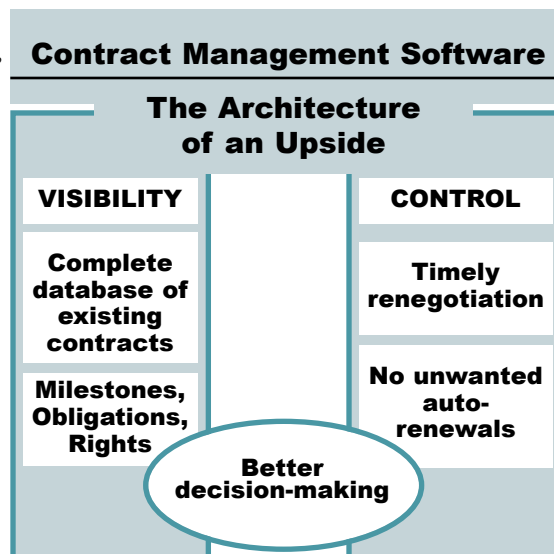 Contract Management Software
The Architecture
of an Upside
VISIBILITY
Complete
database of
existing
contracts
Milestones,
Obligations,
Rights
CONTROL
Timely
renegotiation
No unwanted
auto-
renewals
Better
decision-making